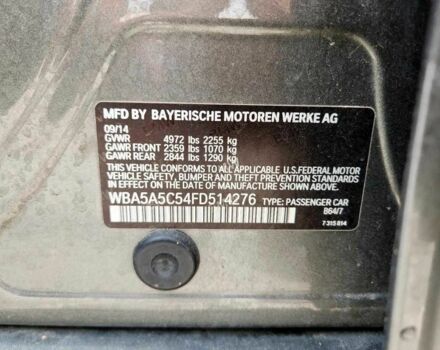 MFD BY BAYERISCHE MOTOREN WERKE AG
09/14
GVWR 4972 lbs 2255 kg
GAWR FRONT 2359 lbs 1070 kg
GAWR REAR 2844 lbs 1290 kg
THIS VEHICLE CONFORMS TO ALL APPLICABLE U.S.FEDERAL MOTOR
VEHICLE SAFETY, BUMPER AND THEFT PREVENTION STANDARDS
IN EFFECT ON THE DATE OF MANUFACTURE SHOWN ABOVE.
WBA5A5C54FD514276 TYPE: PASSENGER CAR
B64/7
7 315 814